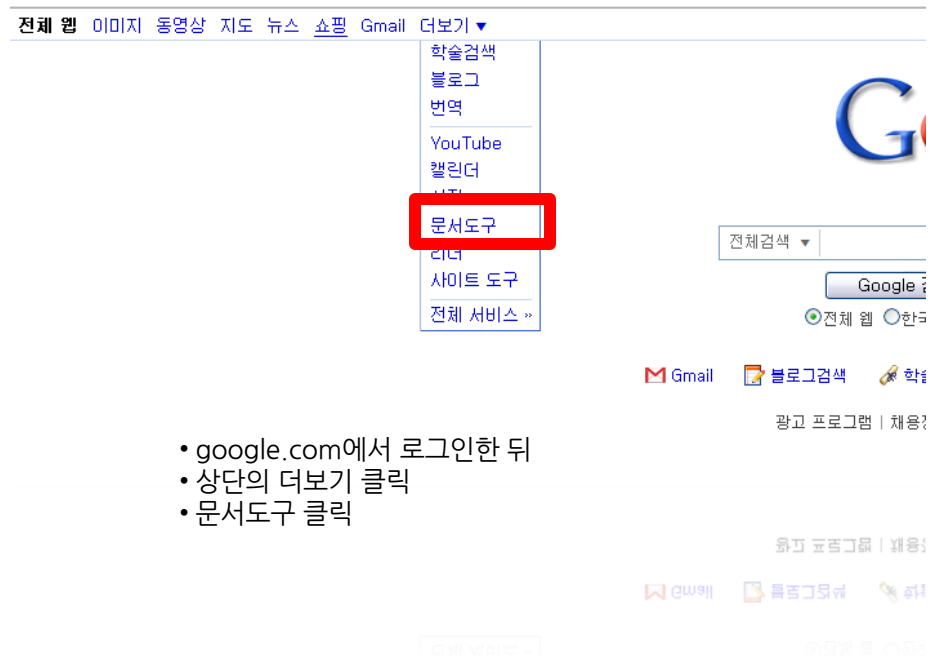 전체 웹 이미지 동영상 지도 뉴스 쇼핑 Gmail 더보기 ▼
학술검색
블로그
번역
YouTube
캘린더
문서도구
리더
사이트 도구
전체 서비스 »
전체검색 ▼
Google
전체 웹
Gmail 블로그검색
광고 프로그램 |
• google.com에서 로그인한 뒤
• 상단의 더보기 클릭
• 문서도구 클릭